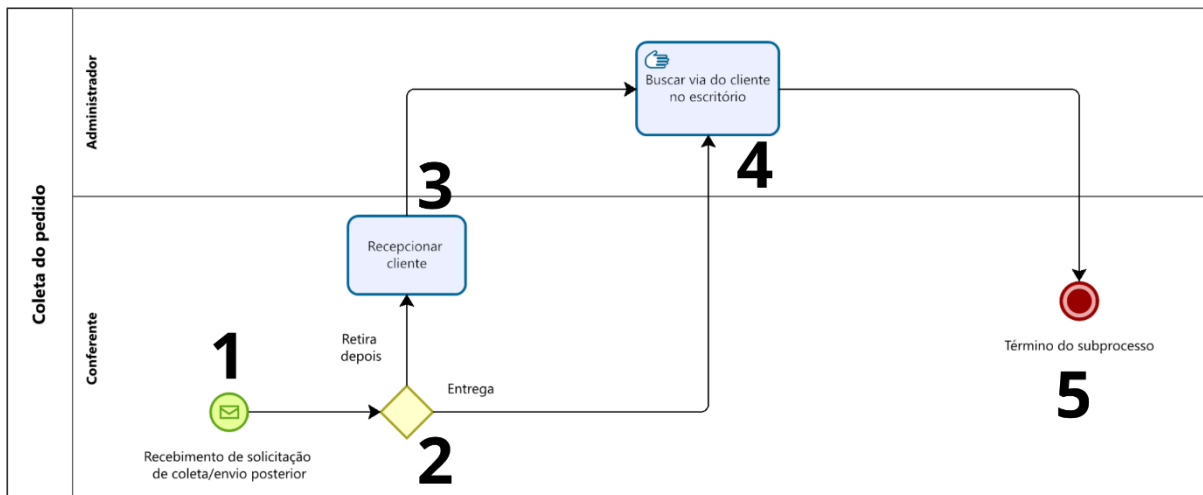 Coleta do pedido
Administrador
Buscar via do cliente
no escritório
4
3
Conferente
Recepcionar
cliente
Retira
depois
1
Entrega
2
Recebimento de solicitação
de coleta/envio posterior
Término do subprocesso
5